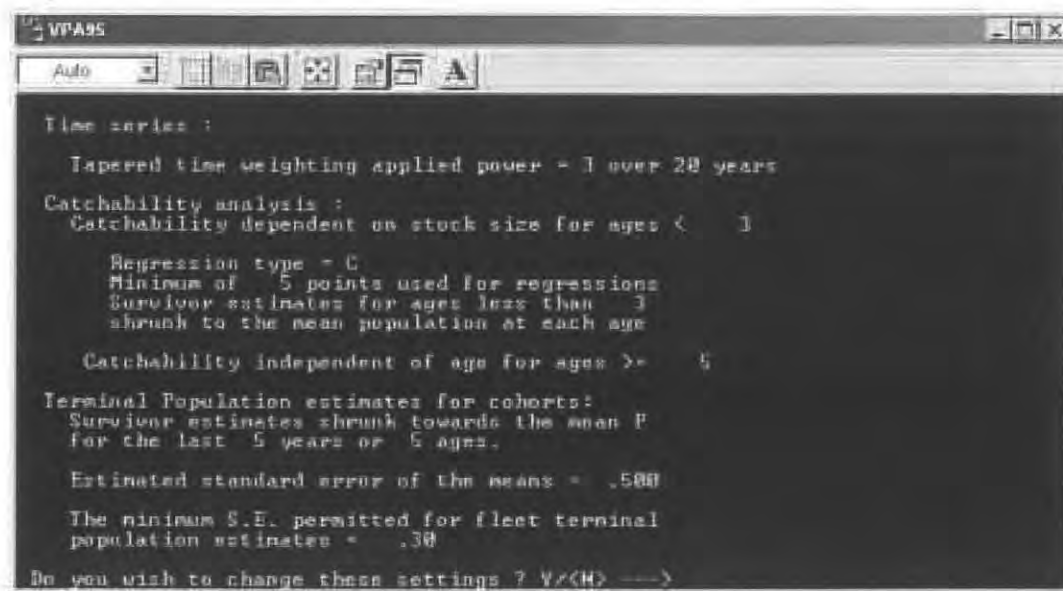 VPA95
Auto
A
Time series :
Tapered time weighting applied power = 3 over 20 years
Catchability analysis :
Catchability dependent on stock size for ages < 3
Regression type = C
Minimum of 5 points used for regressions
Survivor estimates for ages less than 3
shrunk to the mean population at each age
Catchability independent of age for ages >= 5
Terminal Population estimates for cohorts:
Survivor estimates shrunk towards the mean F
for the last 5 years or 5 ages.
Estimated standard error of the means = .500
The minimum S.E. permitted for fleet terminal
population estimates = .30
Do you wish to change these settings ? Y/<N> --->